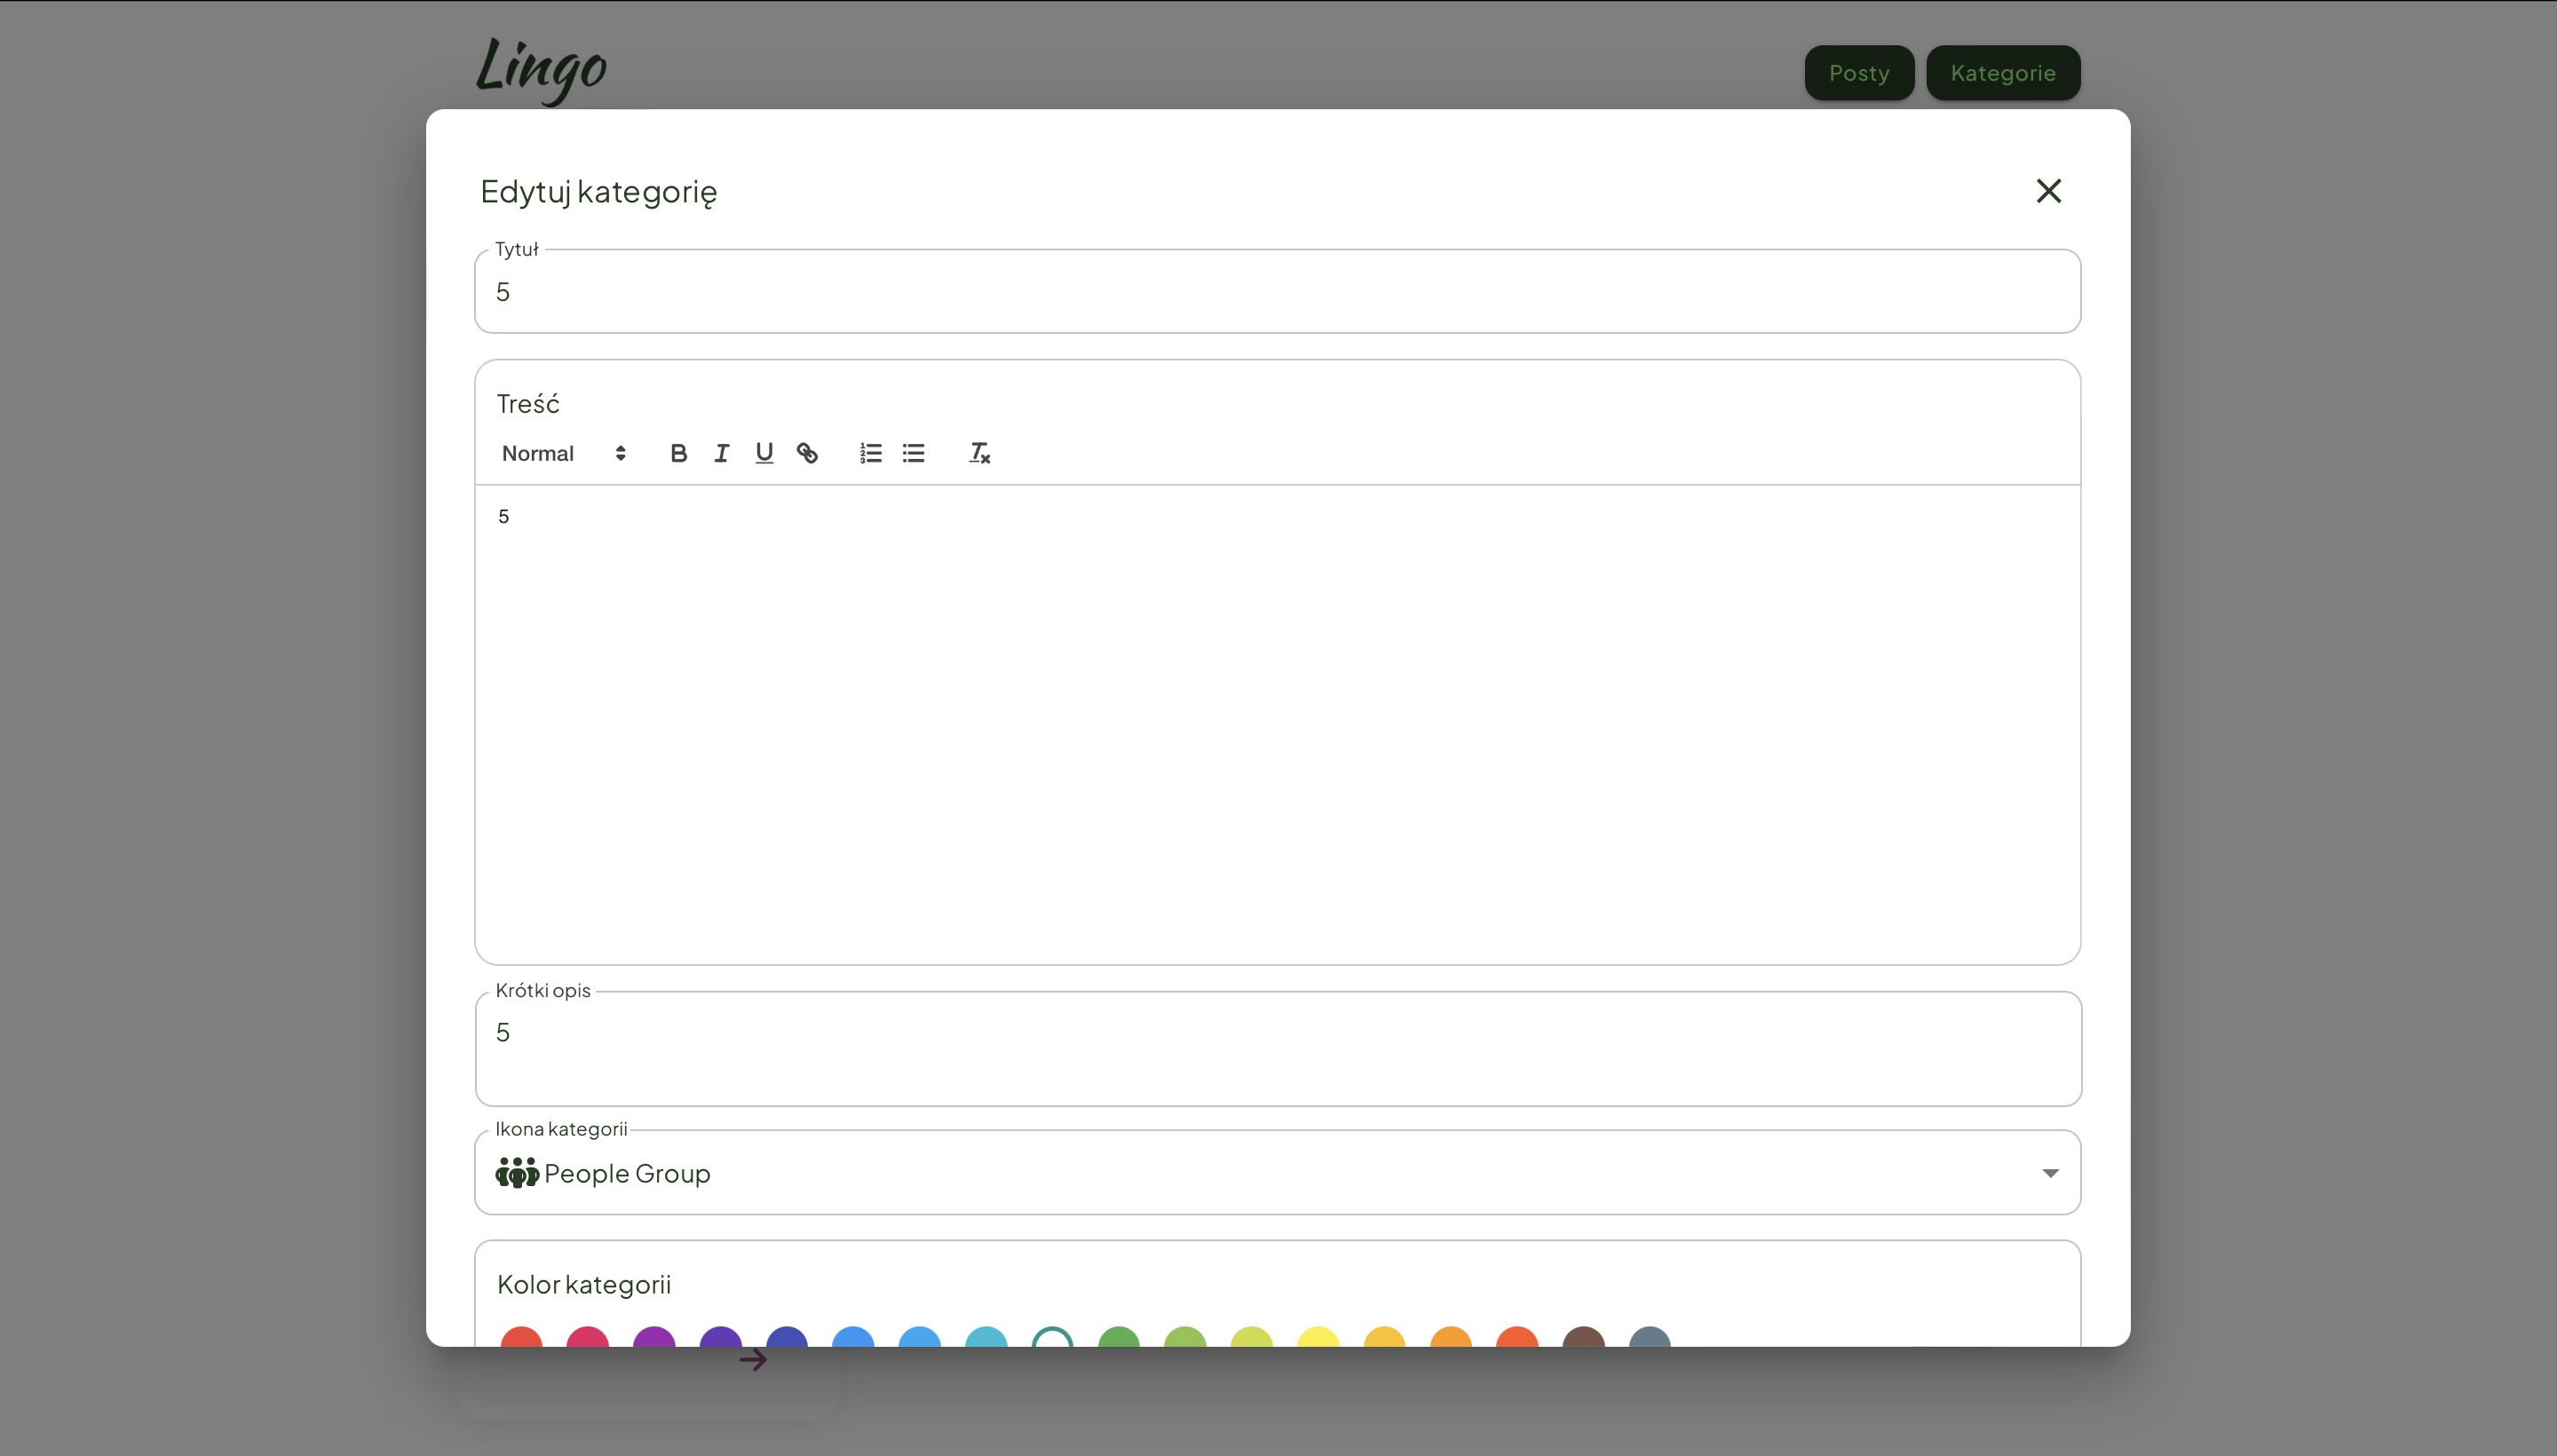 Lingo
Posty
Kategorie
Edytuj kategorię
Tytuł
5
Treść
Normal
5
Krótki opis
5
Ikona kategorii
People Group
Kolor kategorii